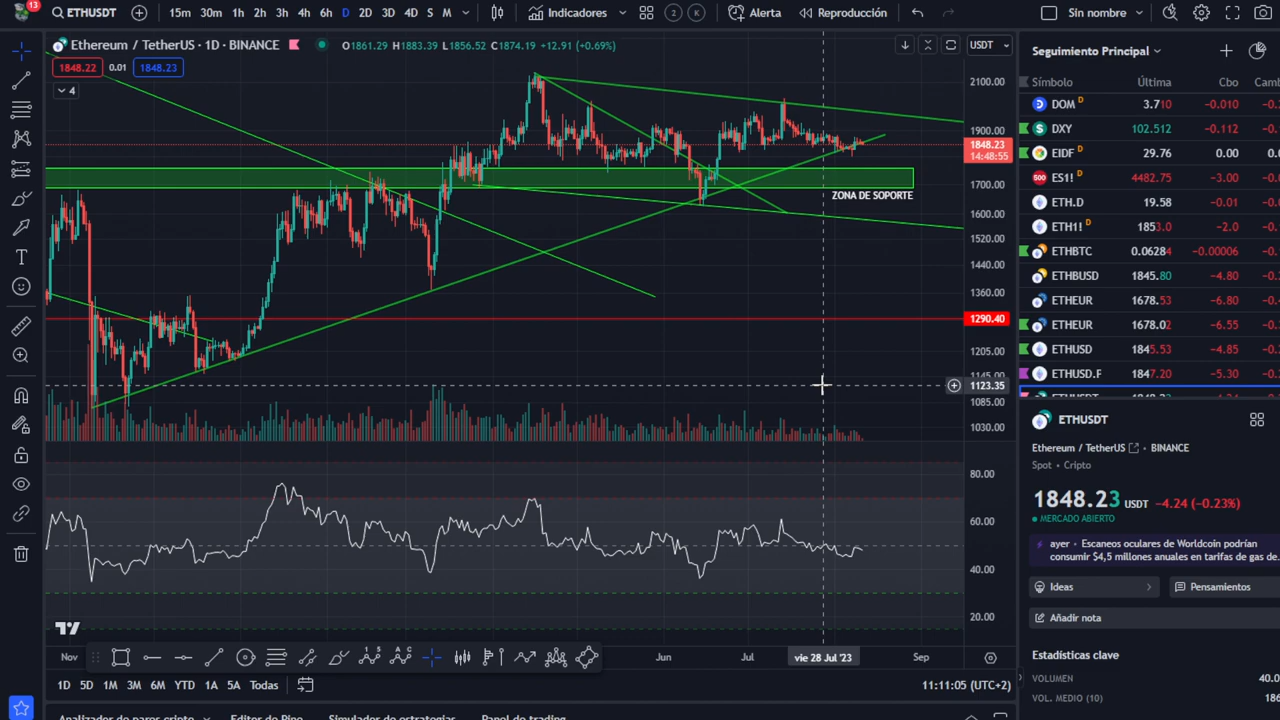 13
ETHUSDT
15m 30m 1h 2h 3h 4h 6h D 2D 3D 4D S M
Indicadores
2 K
Alerta
Reproducción
Sin nombre
Ethereum / TetherUS · 1D · BINANCE
O1861.29 H1883.39 L1856.52 C1874.19 +12.91 (+0.69%)
USDT
1848.22 0.01 1848.23
4
2100.00
1900.00
1848.23
14:48:55
1700.00
ZONA DE SOPORTE
1600.00
1520.00
1440.00
1360.00
1290.40
1205.00
1145.00
1123.35
1085.00
1030.00
80.00
60.00
40.00
20.00
Nov
Jun
Jul
vie 28 Jul '23
Sep
1D 5D 1M 3M 6M YTD 1A 5A Todas
11:11:05 (UTC+2)
Analizador de pares cripto
Editor de Pine
Simulador de estrategias
Panel de trading
Seguimiento Principal
Símbolo Última Cbo
DOM D 3.710 −0.010
DXY 102.512 −0.112
EIDF D 29.76 0.00
500 ES1! D 4482.75 −3.00
ETH.D 19.58 −0.01
ETH1! D 1853.0 −2.0
ETHBTC 0.06284 −0.00006
ETHBUSD 1845.80 −4.80
ETHEUR 1678.53 −6.80
ETHEUR 1678.02 −6.55
ETHUSD 1845.53 −4.85
ETHUSD.F 1847.20 −5.30
ETHUSDT
Ethereum / TetherUS · BINANCE
Spot · Cripto
1848.23 USDT −4.24 (−0.23%)
MERCADO ABIERTO
ayer · Escaneos oculares de Worldcoin podrían
consumir $4,5 millones anuales en tarifas de gas de...
Ideas
Pensamientos
Añadir nota
Estadísticas clave
VOLUMEN
VOL. MEDIO (10)